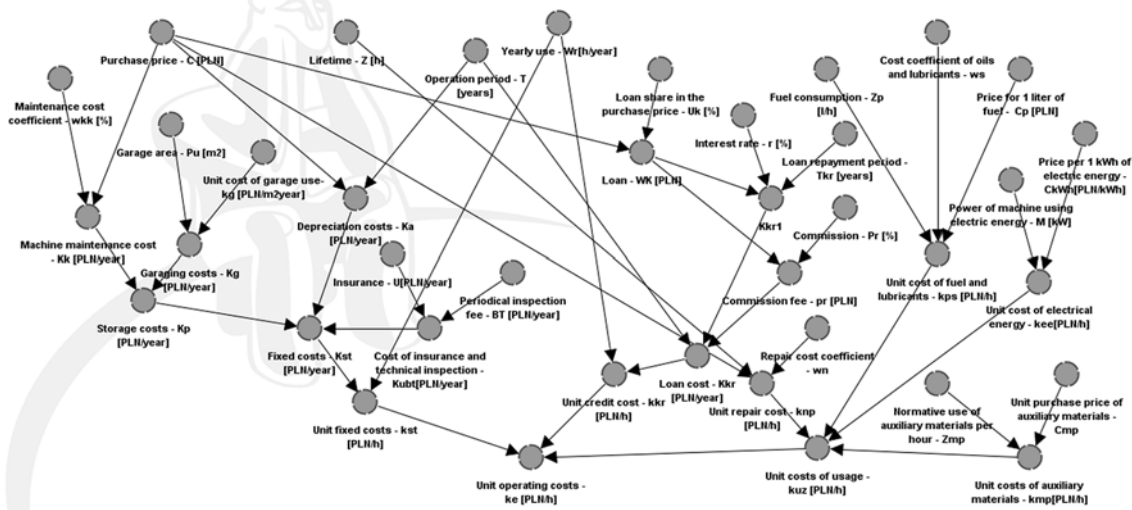 Purchase price - C [PLN]
Lifetime - Z [h]
Yearly use - Wr[h/year]
Operation period - T
[years]
Cost coefficient of oils
and lubricants - ws
Maintenance cost
coefficient - wkk [%]
Loan share in the
purchase price - Uk [%]
Fuel consumption - Zp
[l/h]
Price for 1 liter of
fuel - Cp [PLN]
Garage area - Pu [m2]
Interest rate - r [%]
Loan repayment period -
Tkr [years]
Price per 1 kWh of
electric energy -
CkWh[PLN/kWh]
Unit cost of garage use-
kg [PLN/m2year]
Loan - WK [PLN]
Power of machine using
electric energy - M [kW]
Depreciation costs - Ka
[PLN/year]
Kkr1
Commission - Pr [%]
Machine maintenance cost
- Kk [PLN/year]
Garaging costs - Kg
[PLN/year]
Insurance - U[PLN/year]
Periodical inspection
fee - BT [PLN/year]
Commission fee - pr [PLN]
Unit cost of fuel and
lubricants - kps [PLN/h]
Unit cost of electrical
energy - kee[PLN/h]
Storage costs - Kp
[PLN/year]
Fixed costs - Kst
[PLN/year]
Cost of insurance and
technical inspection -
Kubt[PLN/year]
Loan cost - Kkr
[PLN/year]
Repair cost coefficient
- wn
Unit credit cost - kkr
[PLN/h]
Unit repair cost - knp
[PLN/h]
Normative use of
auxiliary materials per
hour - Zmp
Unit purchase price of
auxiliary materials -
Cmp
Unit fixed costs - kst
[PLN/h]
Unit operating costs -
ke [PLN/h]
Unit costs of usage -
kuz [PLN/h]
Unit costs of auxiliary
materials - kmp[PLN/h]